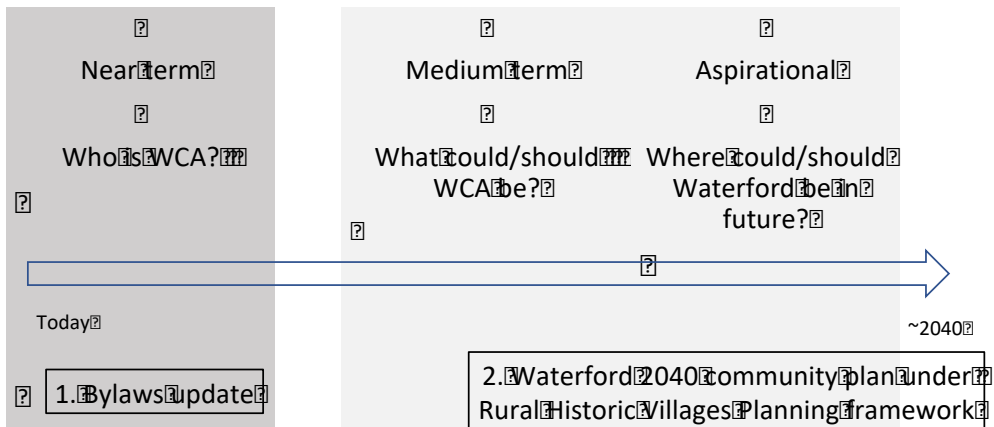 Near term
Medium term
Aspirational
Who is WCA?
What could/should
WCA be?
Where could/should
Waterford be in
future?
Today
~2040
1. Bylaws update
2. Waterford 2040 community plan under
Rural Historic Villages Planning framework